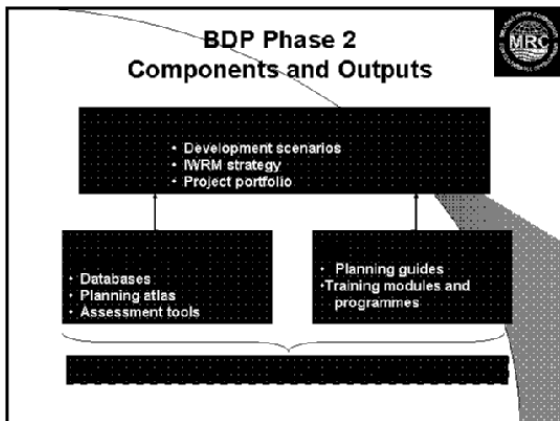 BDP Phase 2
Components and Outputs
MRC
• Development scenarios
• IWRM strategy
• Project portfolio
• Databases
• Planning atlas
• Assessment tools
• Planning guides
•Training modules and
programmes